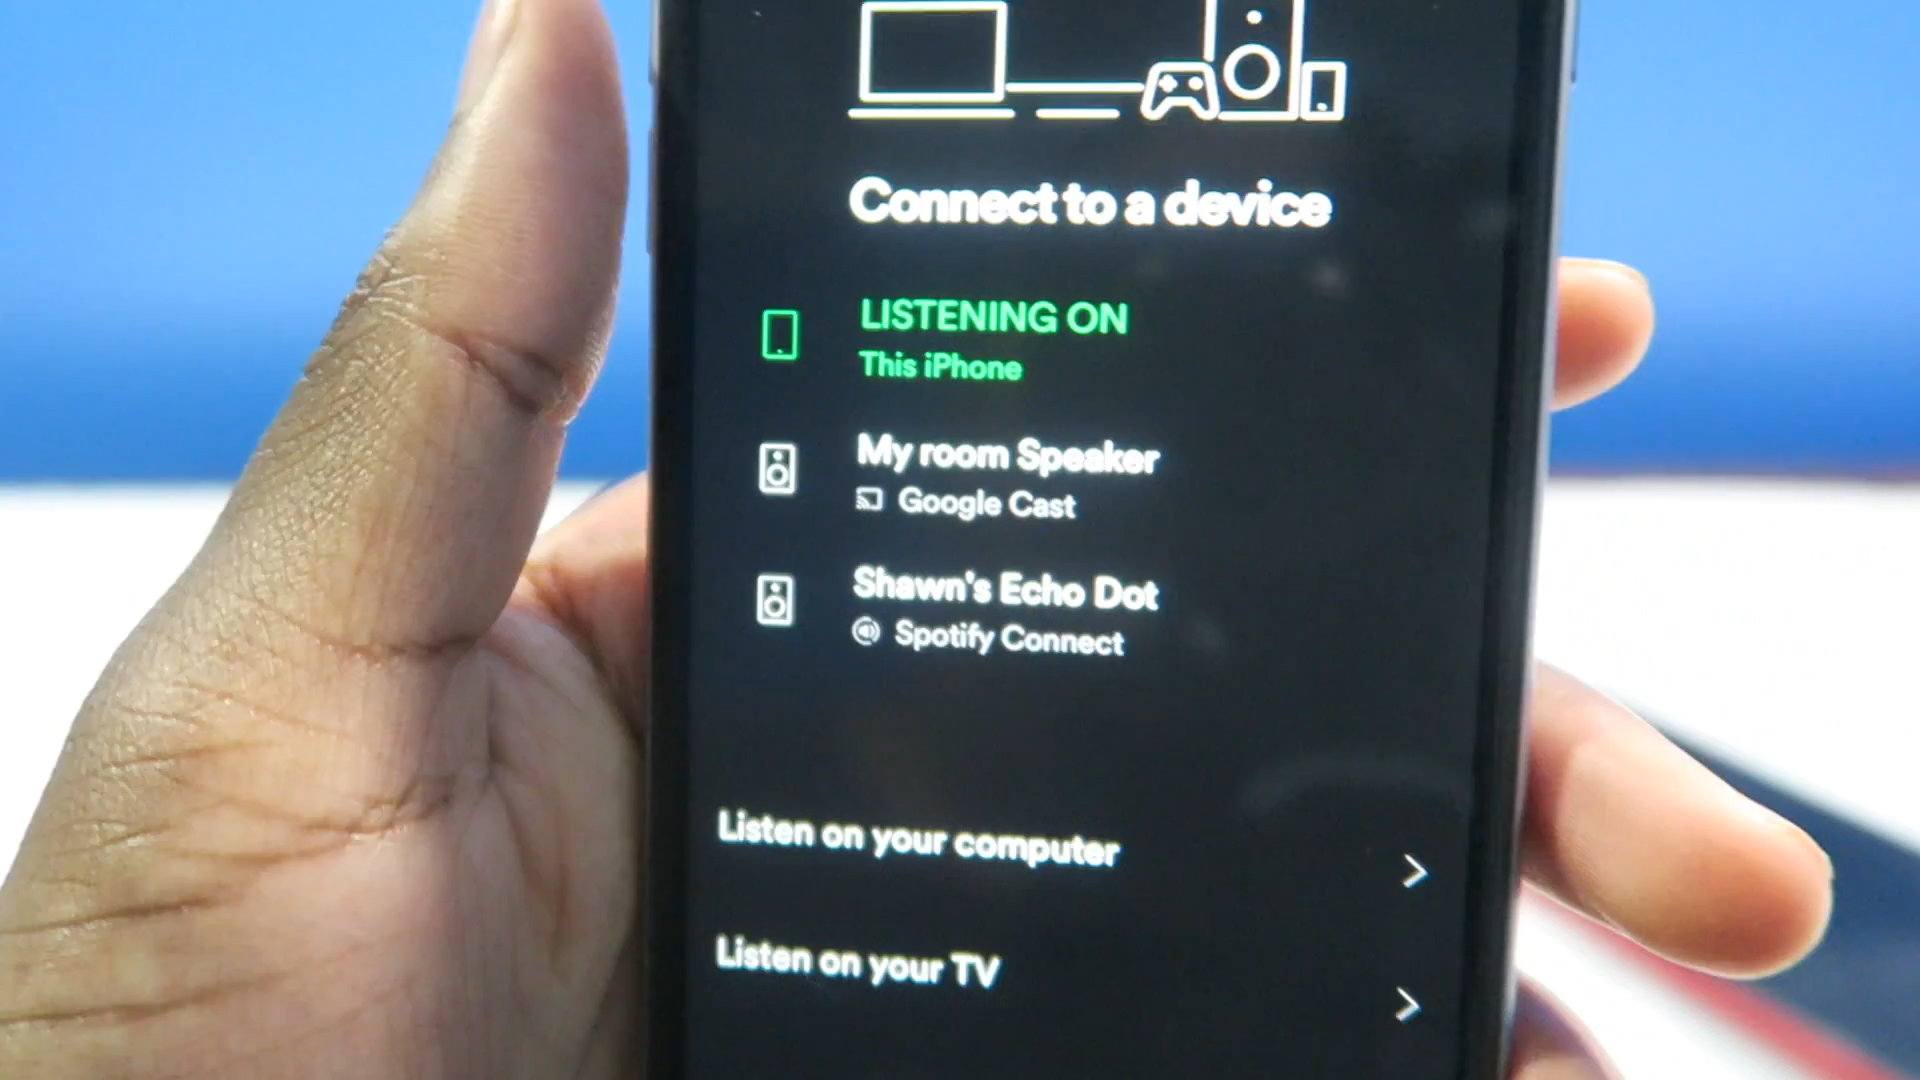 Connect to a device
LISTENING ON
This iPhone
My room Speaker
Google Cast
Shawn's Echo Dot
Spotify Connect
Listen on your computer
Listen on your TV